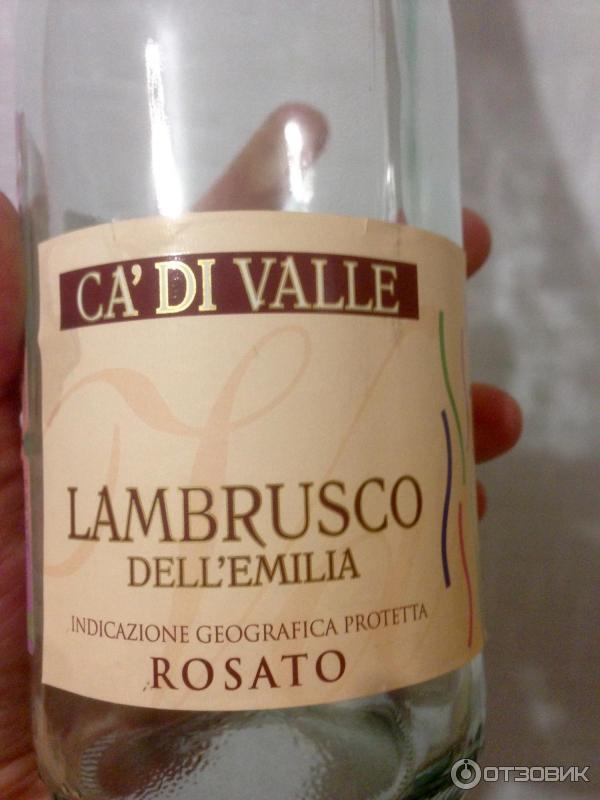 CA' DI VALLE
LAMBRUSCO
DELL'EMILIA
INDICAZIONE GEOGRAFICA PROTETTA
ROSATO
ОТЗОВИК